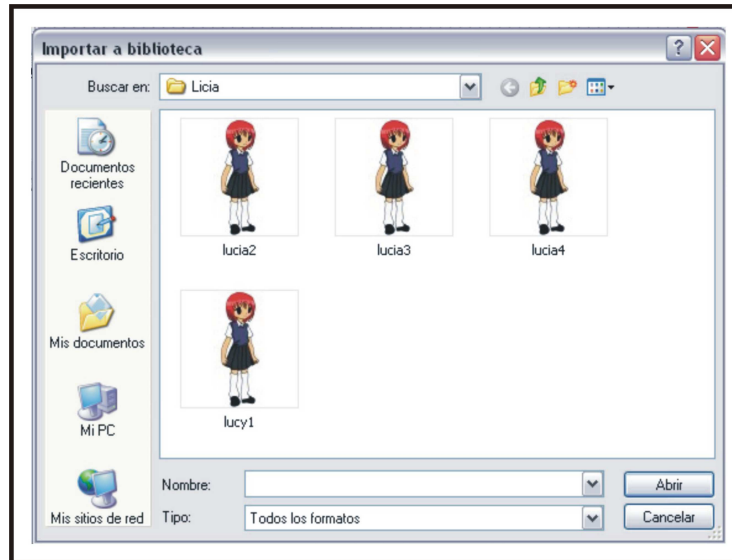 Importar a biblioteca
Buscar en:
Licia
Documentos
recientes
Escritorio
Mis documentos
Mi PC
Mis sitios de red
lucia2
lucia3
lucia4
lucy1
Nombre:
Abrir
Tipo:
Todos los formatos
Cancelar